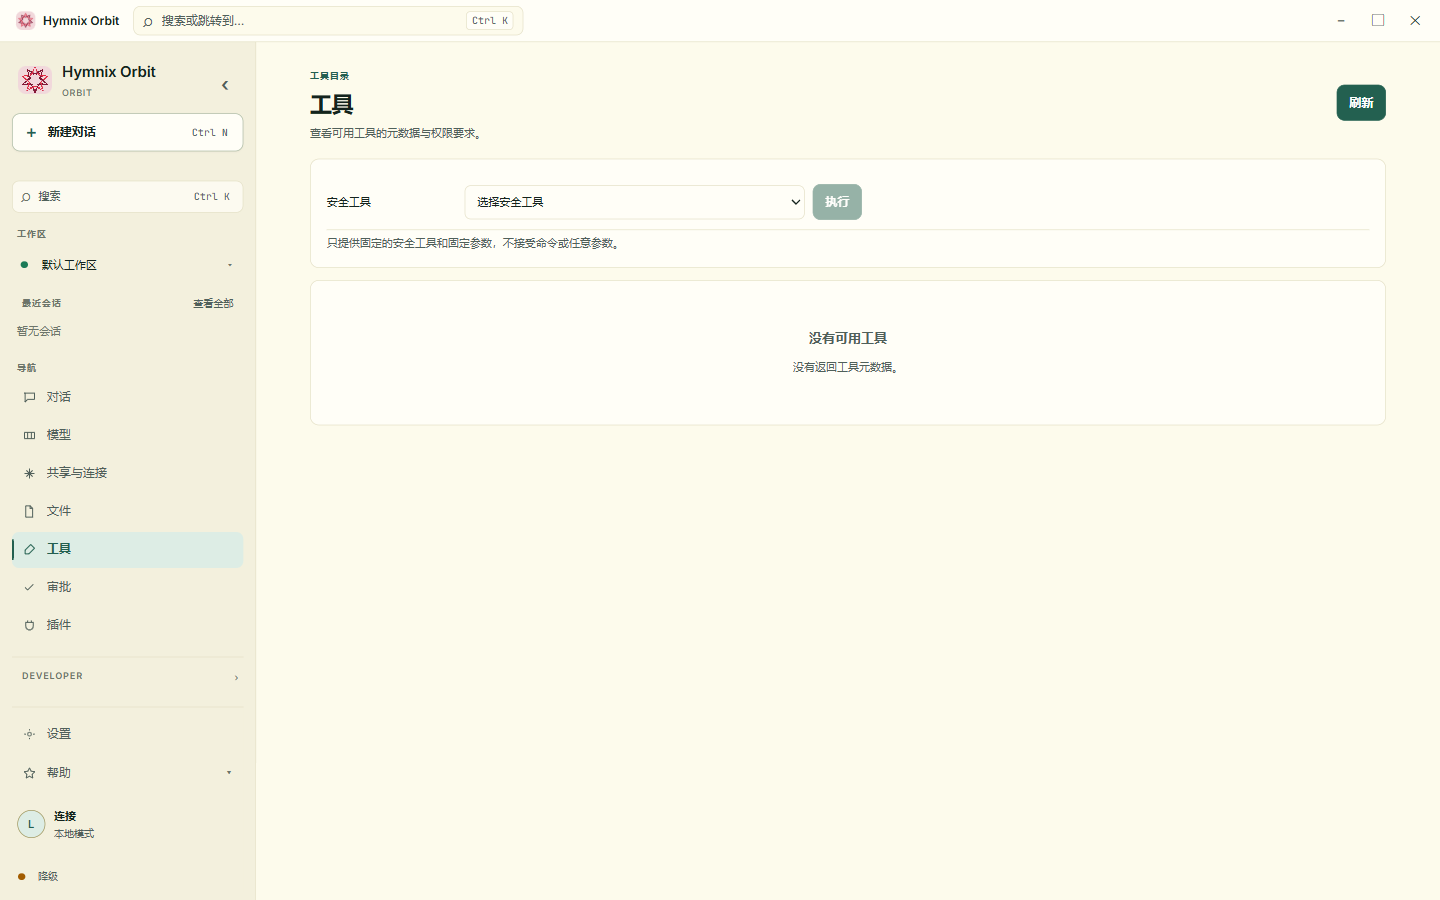 Hymnix Orbit
搜索或跳转到... Ctrl K
Hymnix Orbit
ORBIT
新建对话 Ctrl N
搜索 Ctrl K
工作区
默认工作区
最近会话 查看全部
暂无会话
导航
对话
模型
共享与连接
文件
工具
审批
插件
DEVELOPER
设置
帮助
L
连接
本地模式
降级
工具目录
工具
查看可用工具的元数据与权限要求。
刷新
安全工具 选择安全工具 执行
只提供固定的安全工具和固定参数，不接受命令或任意参数。
没有可用工具
没有返回工具元数据。